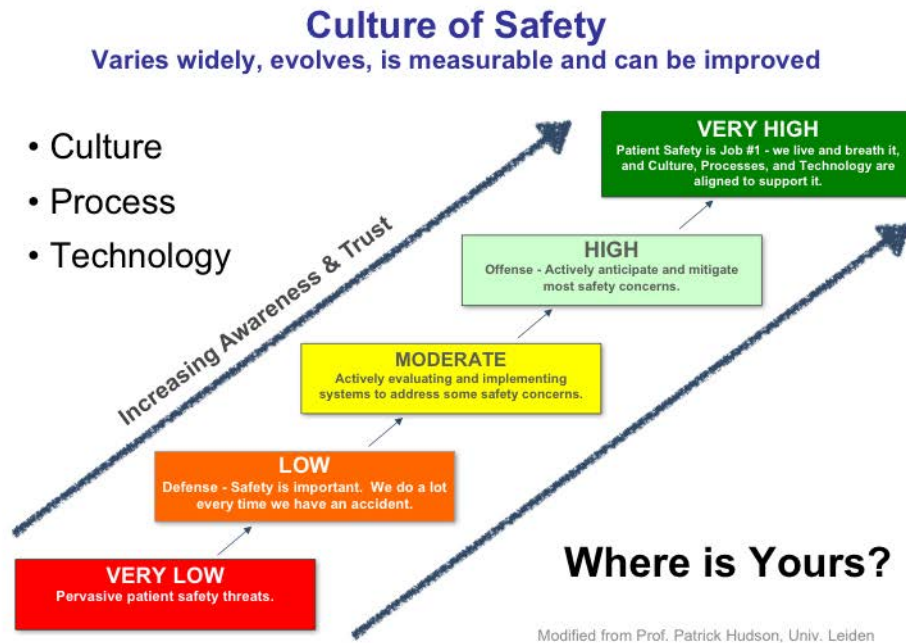 Culture of Safety
Varies widely, evolves, is measurable and can be improved
• Culture
• Process
• Technology
Increasing Awareness & Trust
VERY HIGH
Patient Safety is Job #1 - we live and breath it,
and Culture, Processes, and Technology are
aligned to support it.
HIGH
Offense - Actively anticipate and mitigate
most safety concerns.
MODERATE
Actively evaluating and implementing
systems to address some safety concerns.
LOW
Defense - Safety is important. We do a lot
every time we have an accident.
VERY LOW
Pervasive patient safety threats.
Where is Yours?
Modified from Prof. Patrick Hudson, Univ. Leiden